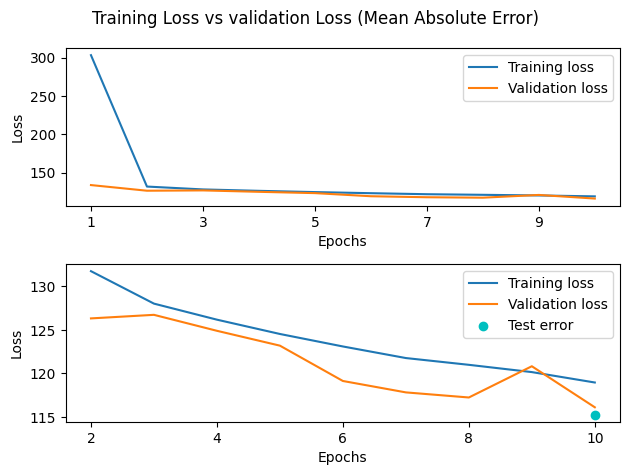 Training Loss vs validation Loss (Mean Absolute Error)
300
250
200
150
Loss
Training loss
Validation loss
1 3 5 7 9
Epochs
130
125
120
115
Loss
Training loss
Validation loss
Test error
2 4 6 8 10
Epochs